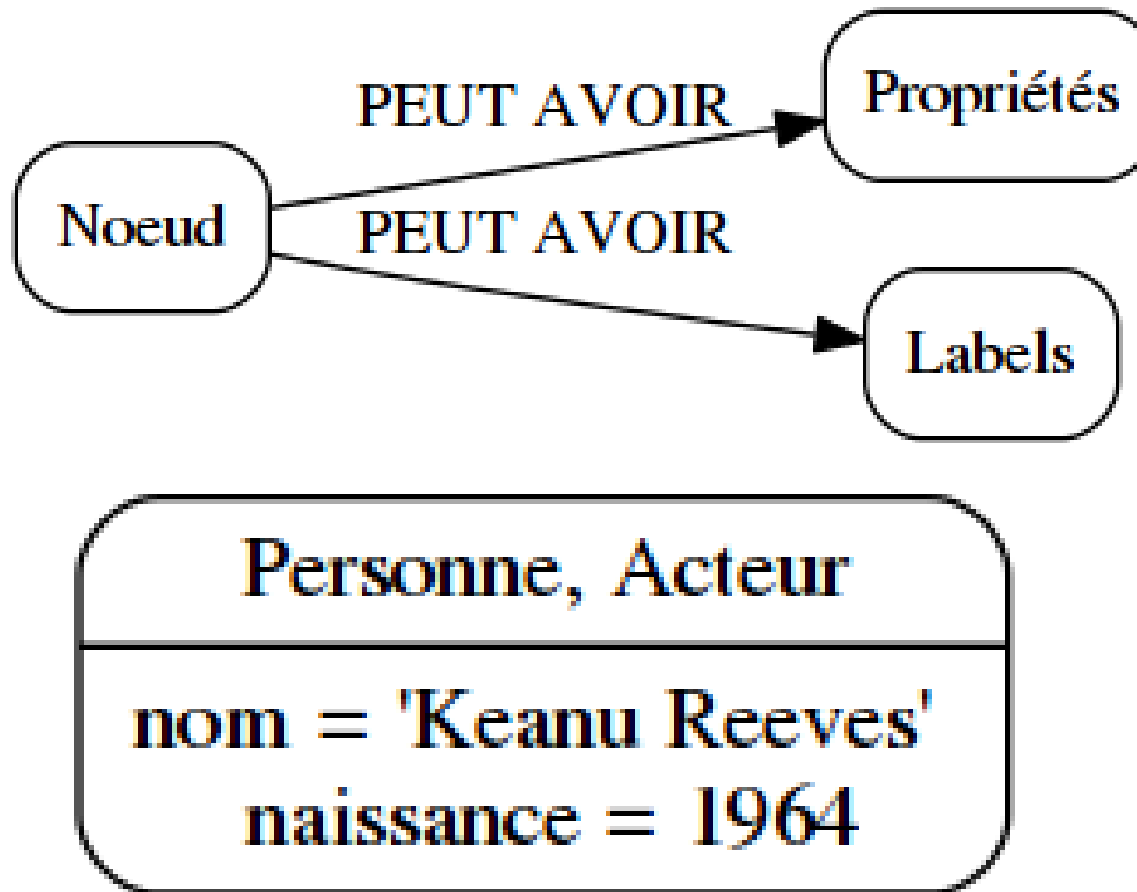 Propriétés
PEUT AVOIR
Noeud
PEUT AVOIR
Labels
Personne, Acteur
nom = 'Keanu Reeves'
naissance = 1964